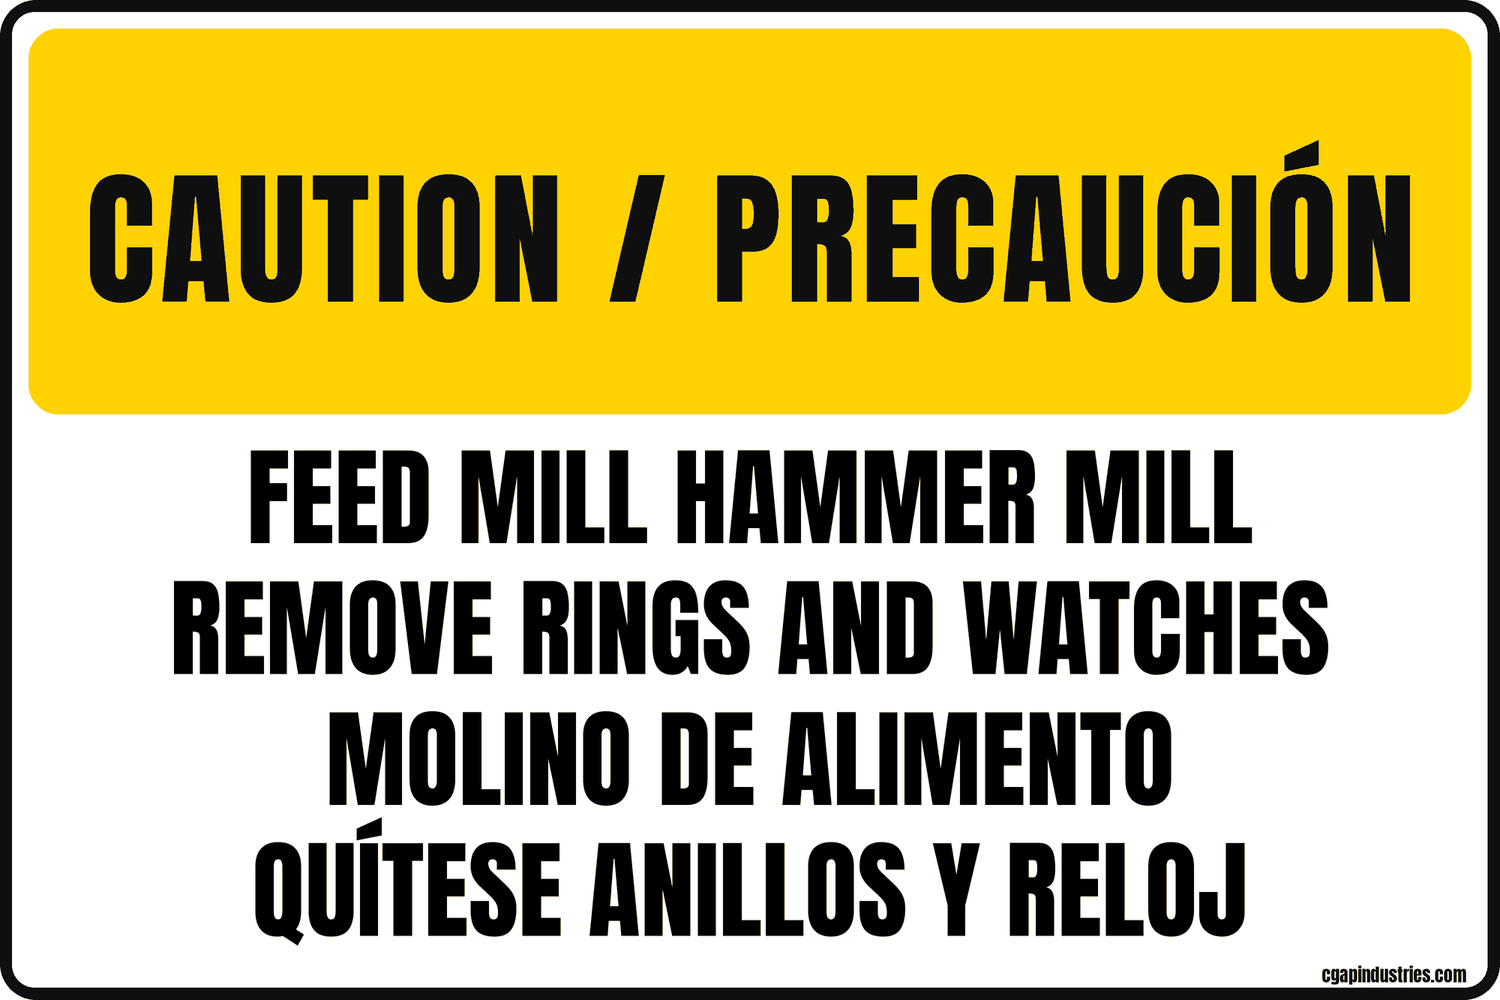 CAUTION / PRECAUCIÓN
FEED MILL HAMMER MILL
REMOVE RINGS AND WATCHES
MOLINO DE ALIMENTO
QUÍTESE ANILLOS Y RELOJ
cgapindustries.com